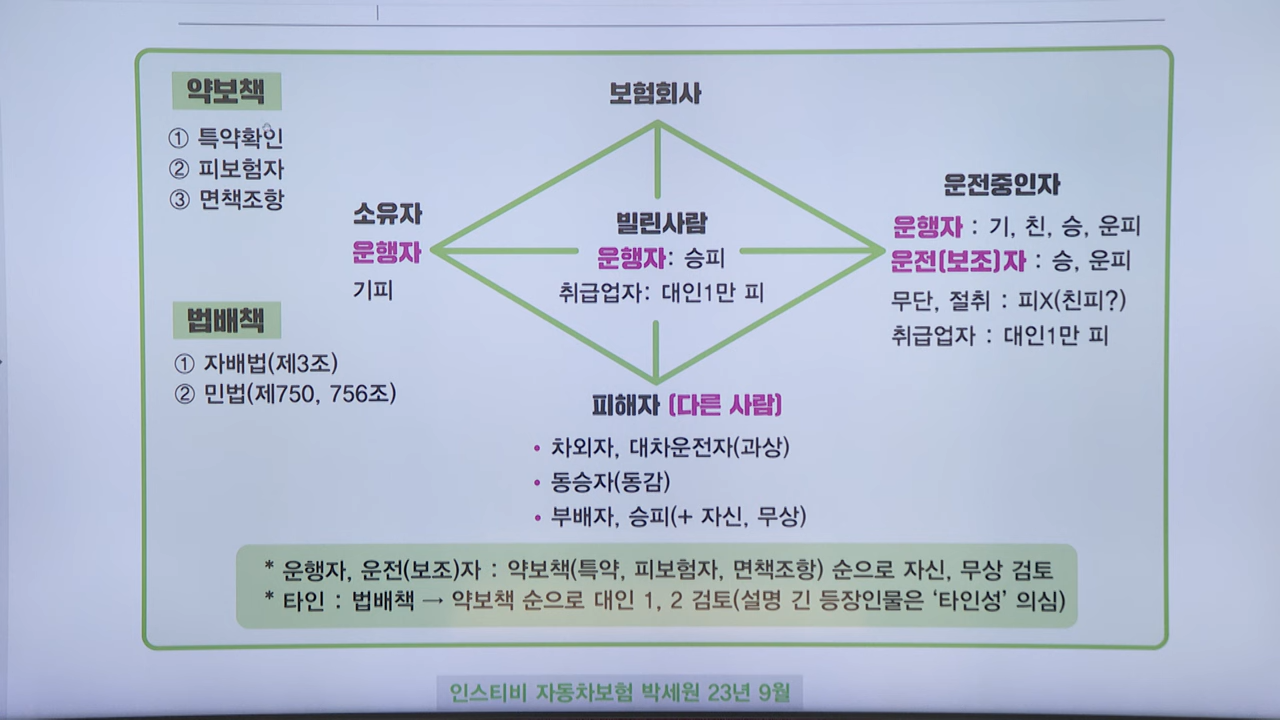 약보책
① 특약확인
② 피보험자
③ 면책조항
보험회사
소유자
운행자
기피
빌린사람
운행자: 승피
취급업자: 대인1만 피
운전중인자
운행자 : 기, 친, 승, 운피
운전(보조)자 : 승, 운피
무단, 절취 : 피X(친피?)
취급업자 : 대인1만 피
법배책
① 자배법(제3조)
② 민법(제750, 756조)
피해자 (다른 사람)
• 차외자, 대차운전자(과상)
• 동승자(동감)
• 부배자, 승피(+ 자신, 무상)
* 운행자, 운전(보조)자 : 약보책(특약, 피보험자, 면책조항) 순으로 자신, 무상 검토
* 타인 : 법배책 → 약보책 순으로 대인 1, 2 검토(설명 긴 등장인물은 ‘타인성’ 의심)
인스티비 자동차보험 박세원 23년 9월